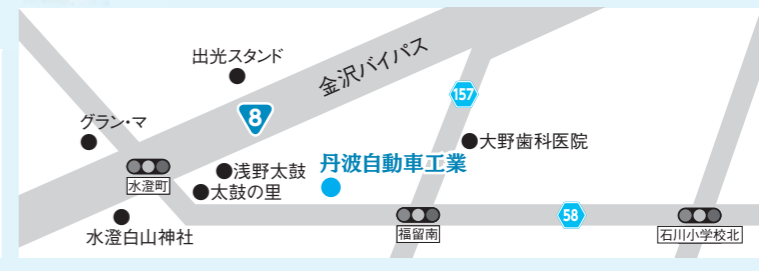 出光スタンド
金沢バイパス
157
グラン・マ
8
大野歯科医院
丹波自動車工業
浅野太鼓
水澄町
太鼓の里
58
水澄白山神社
福留南
石川小学校北